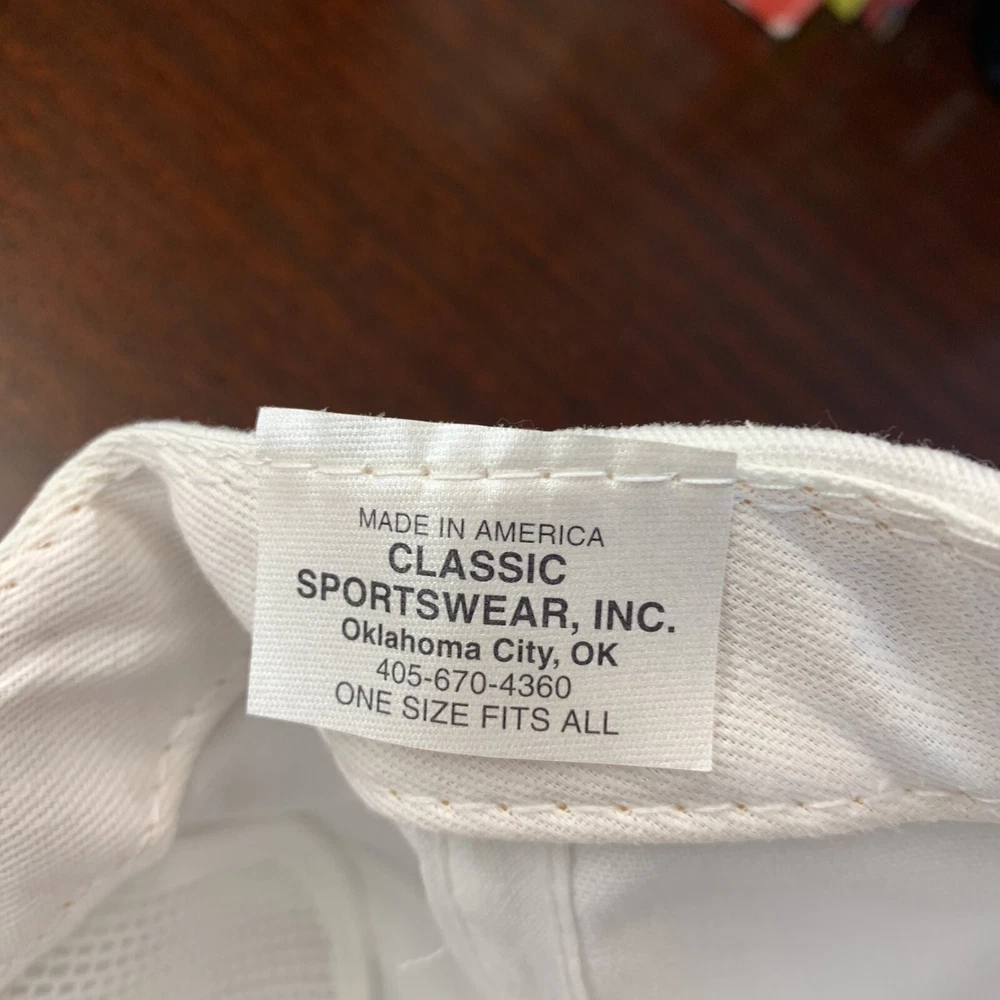 MADE IN AMERICA
CLASSIC
SPORTSWEAR, INC.
Oklahoma City, OK
405-670-4360
ONE SIZE FITS ALL